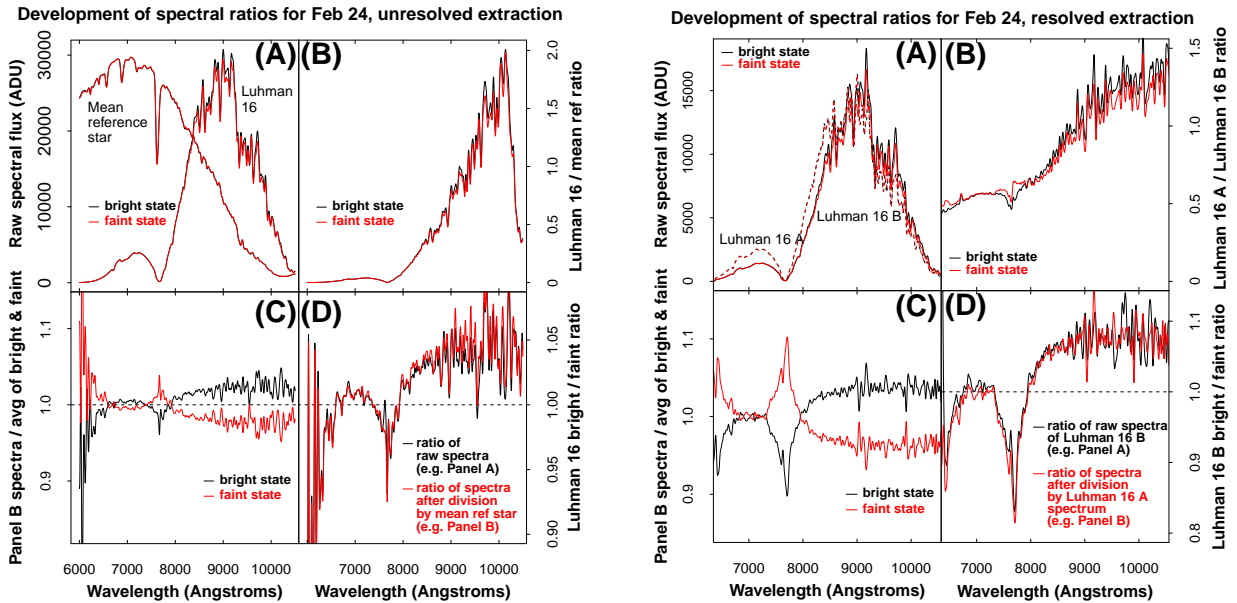 Development of spectral ratios for Feb 24, unresolved extraction
Raw spectral flux (ADU)
0
10000
20000
30000
(A)
Mean
reference
star
Luhman
16
bright state
faint state
(B)
bright state
faint state
0.0
0.5
1.0
1.5
2.0
Luhman 16 / mean ref ratio
Panel B spectra / avg of bright & faint
0.9
1.0
1.1
(C)
bright state
faint state
6000
7000
8000
9000
10000
Wavelength (Angstroms)
(D)
ratio of
raw spectra
(e.g. Panel A)
ratio of spectra
after division
by mean ref star
(e.g. Panel B)
0.90
0.95
1.00
1.05
Luhman 16 bright / faint ratio
7000
8000
9000
10000
Wavelength (Angstroms)
Development of spectral ratios for Feb 24, resolved extraction
Raw spectral flux (ADU)
0
5000
10000
15000
(A)
bright state
faint state
Luhman 16 A
Luhman 16 B
(B)
bright state
faint state
0
0.5
1.0
1.5
Luhman 16 A / Luhman 16 B ratio
Panel B spectra / avg of bright & faint
0.9
1.0
1.1
(C)
bright state
faint state
7000
8000
9000
10000
Wavelength (Angstroms)
(D)
ratio of raw spectra
of Luhman 16 B
(e.g. Panel A)
ratio of spectra
after division
by Luhman 16 A
spectrum
(e.g. Panel B)
0.8
0.9
1.0
1.1
Luhman 16 B bright / faint ratio
7000
8000
9000
10000
Wavelength (Angstroms)